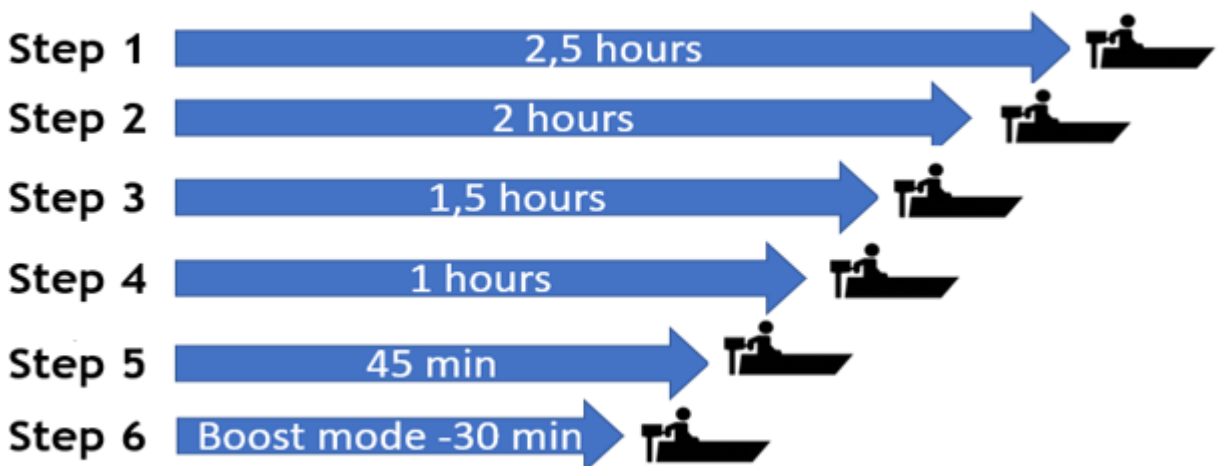 Step 1 2,5 hours
Step 2 2 hours
Step 3 1,5 hours
Step 4 1 hours
Step 5 45 min
Step 6 Boost mode -30 min